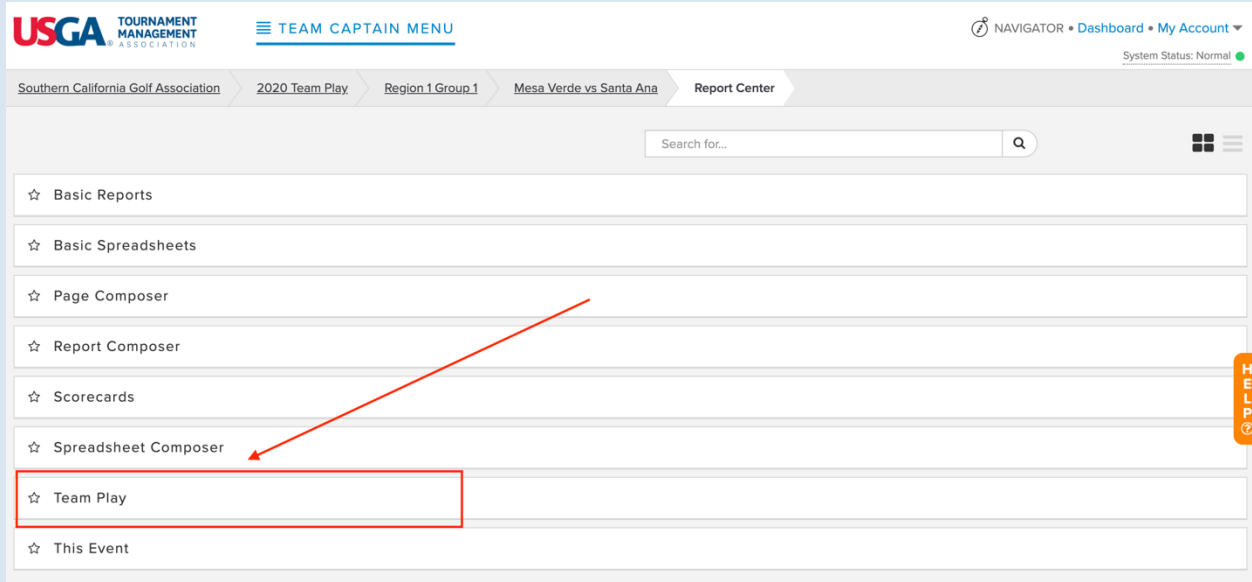 USGA® TOURNAMENT
MANAGEMENT
ASSOCIATION
TEAM CAPTAIN MENU
NAVIGATOR • Dashboard • My Account
System Status: Normal
Southern California Golf Association 2020 Team Play Region 1 Group 1 Mesa Verde vs Santa Ana Report Center
Search for...
Basic Reports
Basic Spreadsheets
Page Composer
Report Composer
Scorecards
Spreadsheet Composer
Team Play
This Event
HELP?